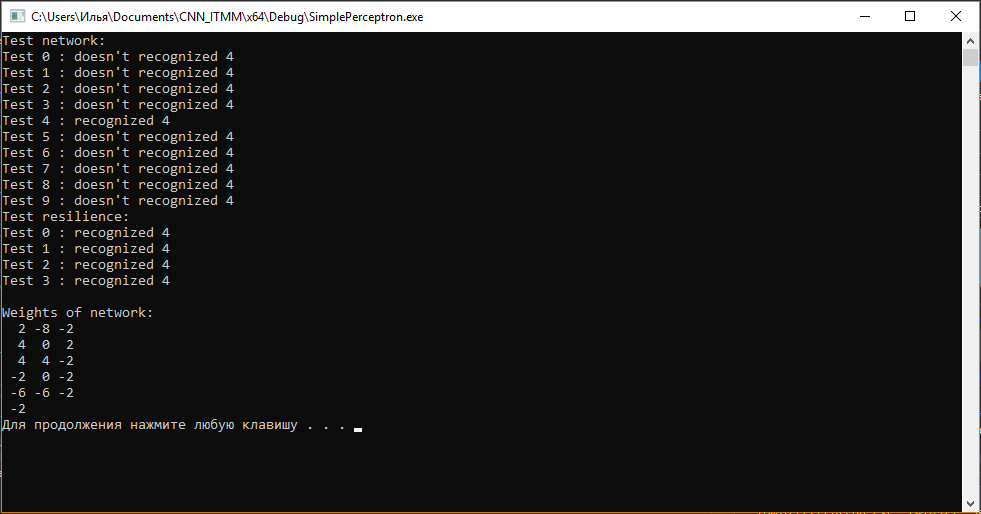 C:\Users\Илья\Documents\CNN_ITMM\x64\Debug\SimplePerceptron.exe
Test network:
Test 0 : doesn't recognized 4
Test 1 : doesn't recognized 4
Test 2 : doesn't recognized 4
Test 3 : doesn't recognized 4
Test 4 : recognized 4
Test 5 : doesn't recognized 4
Test 6 : doesn't recognized 4
Test 7 : doesn't recognized 4
Test 8 : doesn't recognized 4
Test 9 : doesn't recognized 4
Test resilience:
Test 0 : recognized 4
Test 1 : recognized 4
Test 2 : recognized 4
Test 3 : recognized 4
Weights of network:
  2 -8 -2
  4  0  2
  4  4 -2
 -2  0 -2
 -6 -6 -2
 -2
Для продолжения нажмите любую клавишу . . .